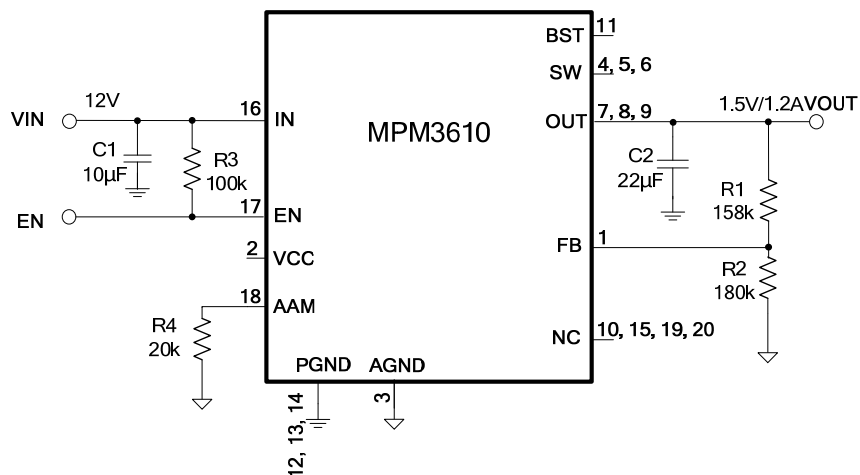 BST 11
SW 4, 5, 6
VIN 12V 16 IN MPM3610 OUT 7, 8, 9 1.5V/1.2AVOUT
C1
10µF
R3
100k
C2
22µF
R1
158k
EN 17 EN
FB 1
2 VCC
R2
180k
18 AAM
R4
20k
NC 10, 15, 19, 20
PGND AGND
12, 13, 14
3